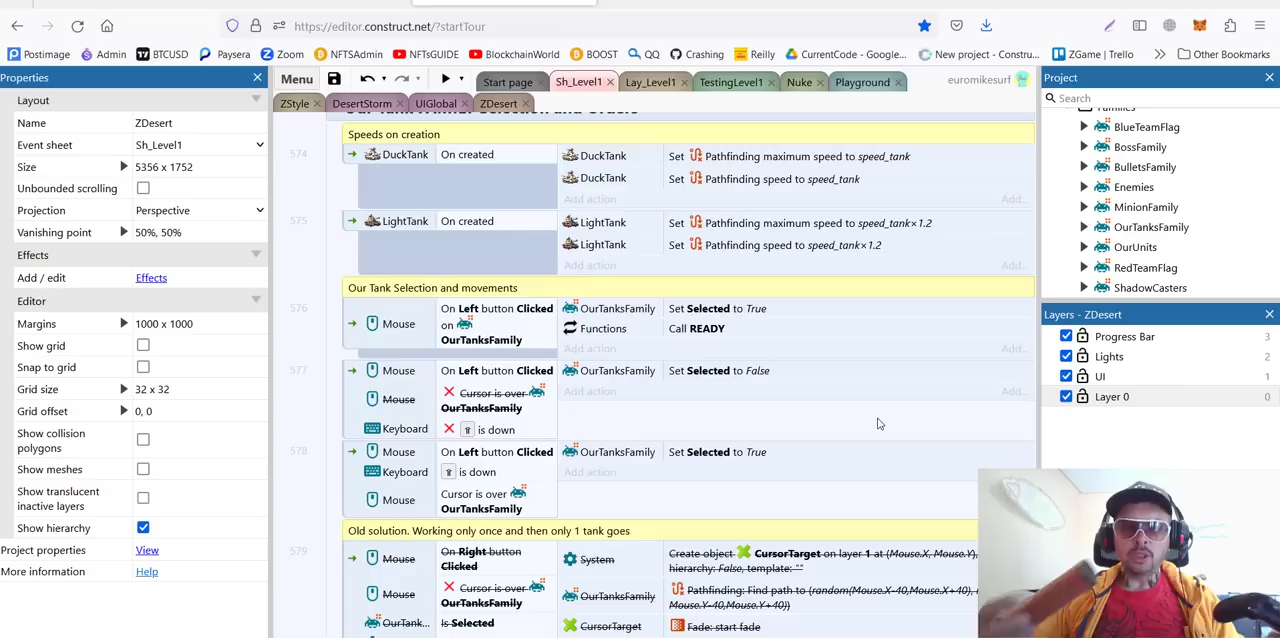 https://editor.construct.net/?startTour
Postimage
Admin
BTCUSD
Paysera
Zoom
NFTSAdmin
NFTsGUIDE
BlockchainWorld
BOOST
QQ
Crashing
Reilly
CurrentCode - Google...
New project - Constru...
ZGame | Trello
Other Bookmarks
Properties
Menu
Start page
Sh_Level1
Lay_Level1
TestingLevel1
Nuke
Playground
euromikesurf
Project
ZStyle
DesertStorm
UIGlobal
ZDesert
Search
Layout
Name
ZDesert
Event sheet
Sh_Level1
Size
5356 x 1752
Unbounded scrolling
Projection
Perspective
Vanishing point
50%, 50%
Effects
Add / edit
Effects
Editor
Margins
1000 x 1000
Show grid
Snap to grid
Grid size
32 x 32
Grid offset
0, 0
Show collision
polygons
Show meshes
Show translucent
inactive layers
Show hierarchy
Project properties
View
More information
Help
Speeds on creation
574
DuckTank
On created
DuckTank
Set Pathfinding maximum speed to speed_tank
DuckTank
Set Pathfinding speed to speed_tank
Add action
Add...
575
LightTank
On created
LightTank
Set Pathfinding maximum speed to speed_tank×1.2
LightTank
Set Pathfinding speed to speed_tank×1.2
Add action
Add...
Our Tank Selection and movements
576
Mouse
On Left button Clicked
on
OurTanksFamily
OurTanksFamily
Set Selected to True
Functions
Call READY
Add action
Add...
577
Mouse
On Left button Clicked
OurTanksFamily
Set Selected to False
Mouse
Cursor is over
OurTanksFamily
Add action
Add...
Keyboard
is down
578
Mouse
On Left button Clicked
OurTanksFamily
Set Selected to True
Keyboard
is down
Add action
Mouse
Cursor is over
OurTanksFamily
Old solution. Working only once and then only 1 tank goes
579
Mouse
On Right button
Clicked
System
Create object CursorTarget on layer 1 at (Mouse.X, Mouse.Y),
hierarchy: False, template: ""
Mouse
Cursor is over
OurTanksFamily
OurTanksFamily
Pathfinding: Find path to (random(Mouse.X-40,Mouse.X+40),
Mouse.Y-40,Mouse.Y+40))
OurTank...
Is Selected
CursorTarget
Fade: start fade
Families
BlueTeamFlag
BossFamily
BulletsFamily
Enemies
MinionFamily
OurTanksFamily
OurUnits
RedTeamFlag
ShadowCasters
Layers - ZDesert
Progress Bar
3
Lights
2
UI
1
Layer 0
0